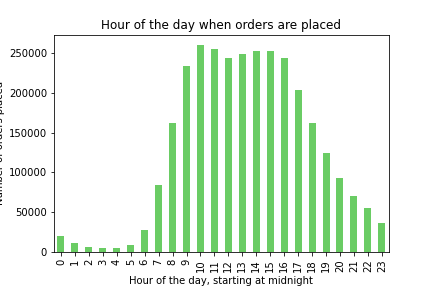 Hour of the day when orders are placed
250000
200000
150000
100000
50000
0
Number of orders placed
0 1 2 3 4 5 6 7 8 9 10 11 12 13 14 15 16 17 18 19 20 21 22 23
Hour of the day, starting at midnight